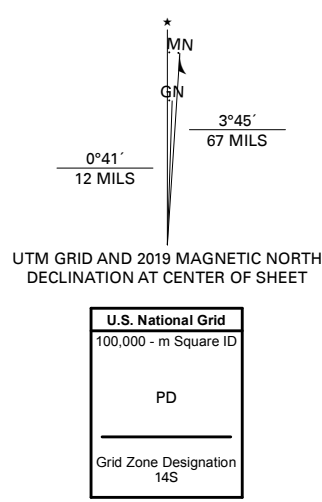 ★
MN
GN
3°45´
67 MILS
0°41´
12 MILS
UTM GRID AND 2019 MAGNETIC NORTH
DECLINATION AT CENTER OF SHEET
U.S. National Grid
100,000 - m Square ID
PD
Grid Zone Designation
14S